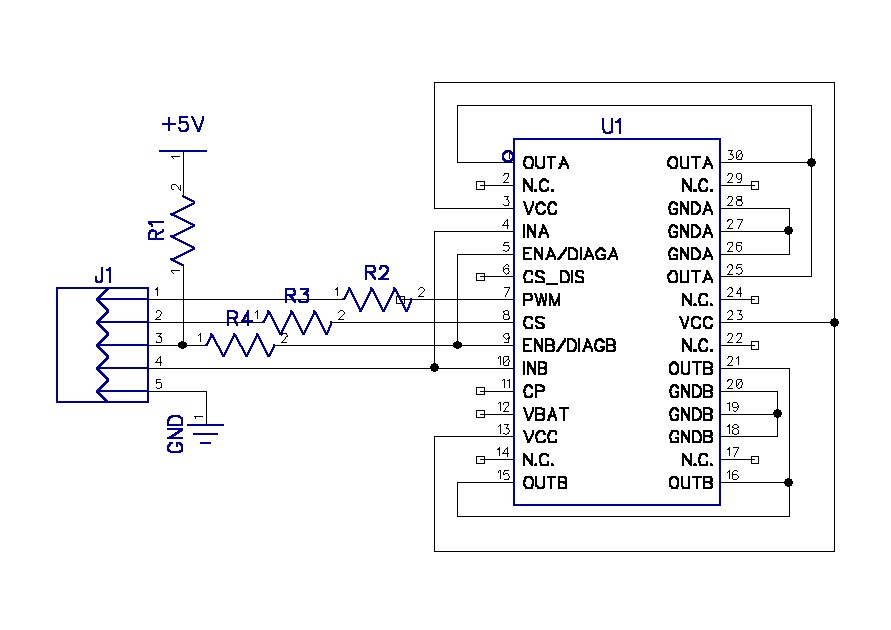 +5V
1
2
R1
1
J1
1
2
3
4
5
1 R2 2
1 R3 2
1 R4 2
GND
1
U1
OUTA OUTA 30
2 N.C. N.C. 29
3 VCC GNDA 28
4 INA GNDA 27
5 ENA/DIAGA GNDA 26
6 CS_DIS OUTA 25
7 PWM N.C. 24
8 CS VCC 23
9 ENB/DIAGB N.C. 22
10 INB OUTB 21
11 CP GNDB 20
12 VBAT GNDB 19
13 VCC GNDB 18
14 N.C. N.C. 17
15 OUTB OUTB 16